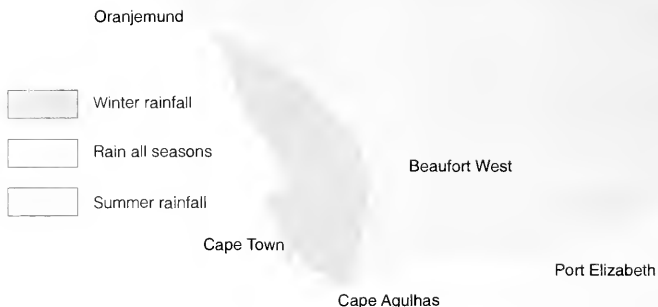 Oranjemund
Winter rainfall
Rain all seasons
Beaufort West
Summer rainfall
Cape Town
Port Elizabeth
Cape Agulhas